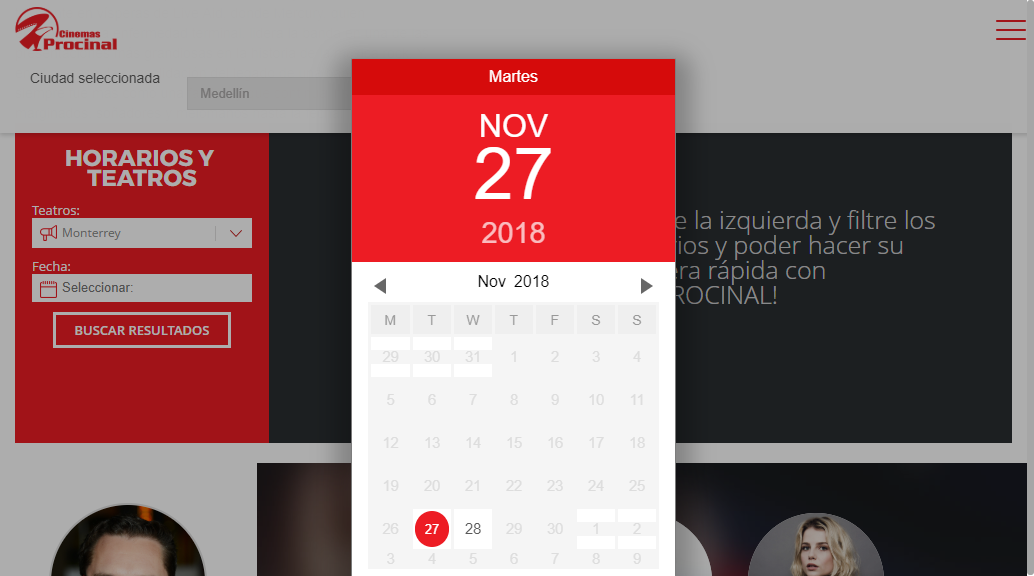 Cinemas
Procinal
Ciudad seleccionada
Medellín
HORARIOS Y
TEATROS
Teatros:
Monterrey
Fecha:
Seleccionar:
BUSCAR RESULTADOS
Martes
NOV
27
2018
Nov 2018
M T W T F S S
29 30 31 1 2 3 4
5 6 7 8 9 10 11
12 13 14 15 16 17 18
19 20 21 22 23 24 25
26 27 28 29 30 1 2
3 4 5 6 7 8 9
e la izquierda y filtre los
ios y poder hacer su
era rápida con
ROCINAL!